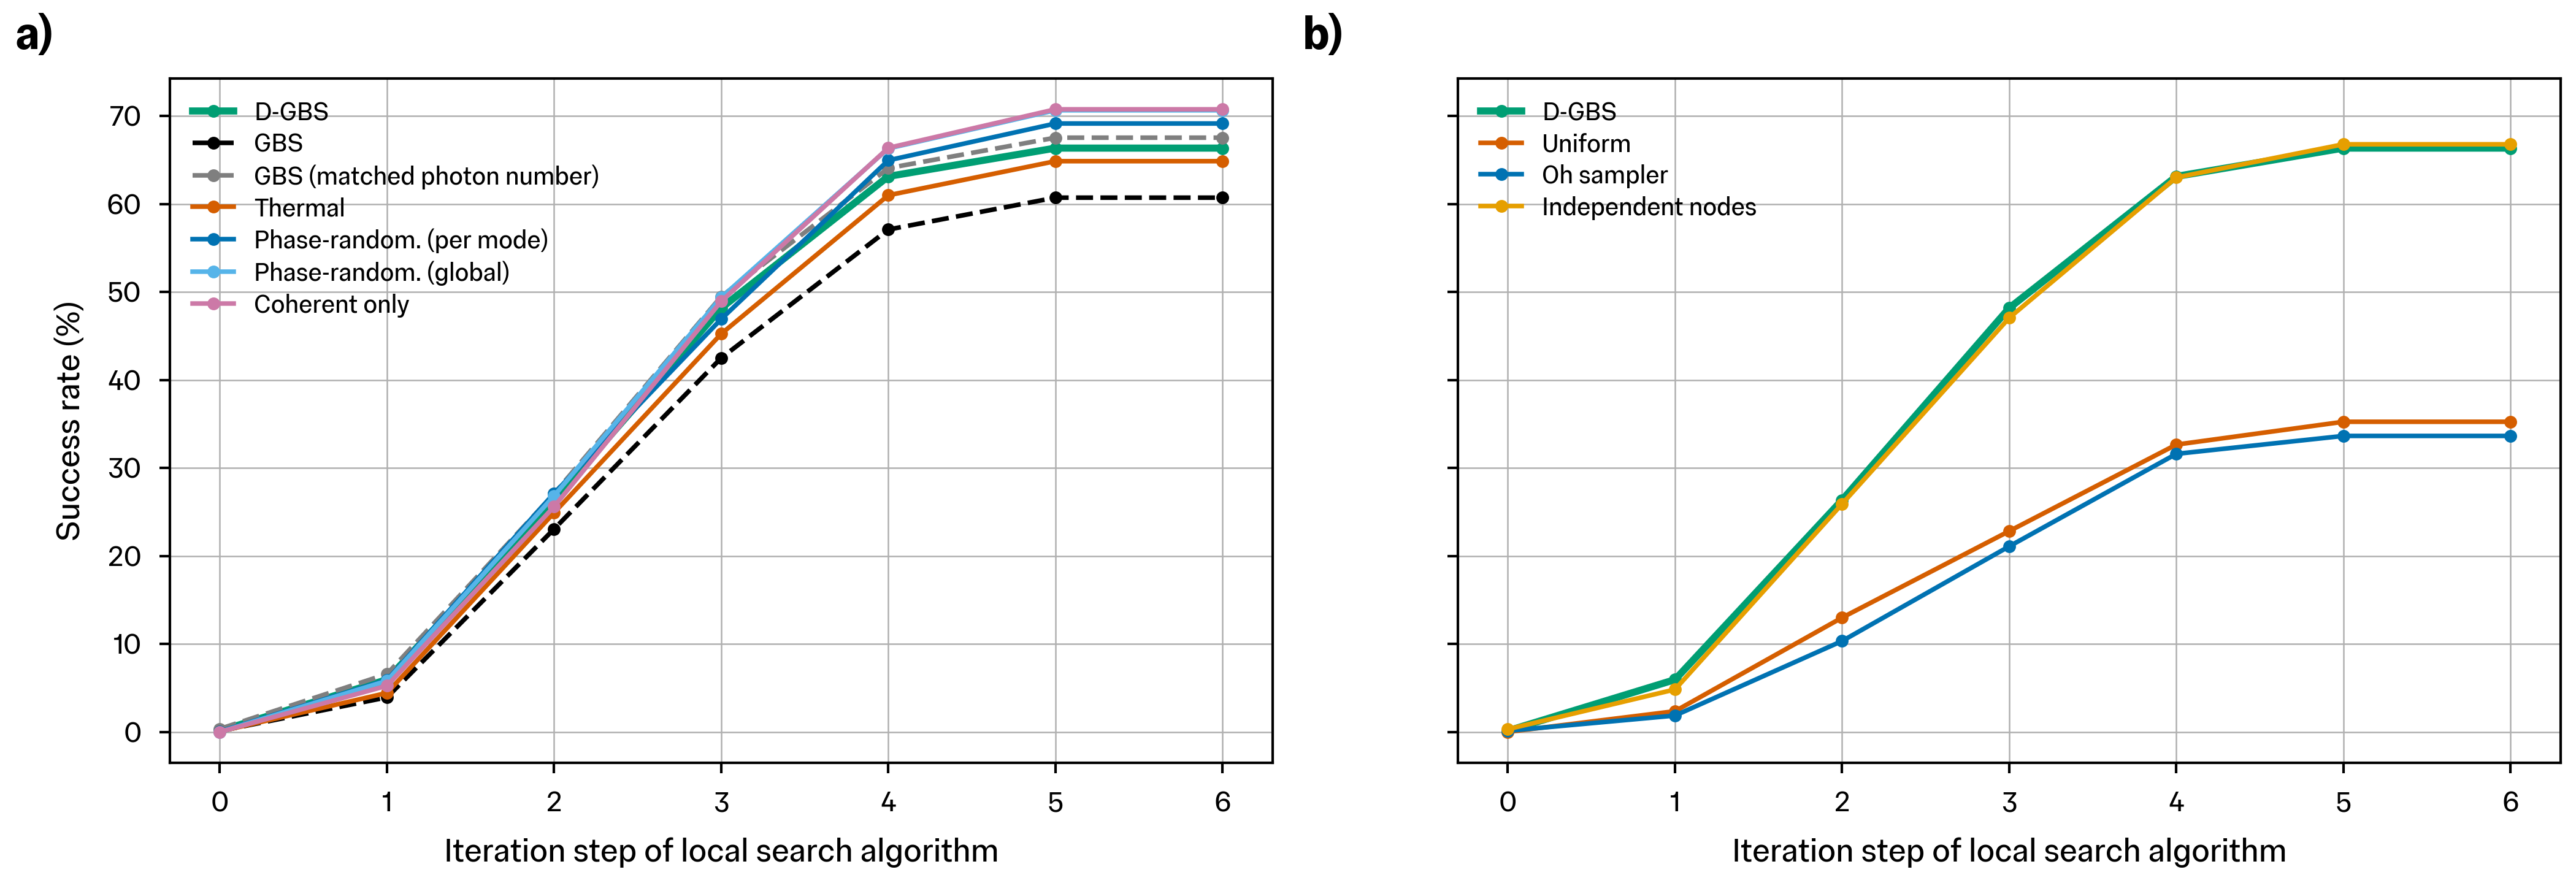 a)
70
60
50
40
30
20
10
0
Success rate (%)
D-GBS
GBS
GBS (matched photon number)
Thermal
Phase-random. (per mode)
Phase-random. (global)
Coherent only
0 1 2 3 4 5 6
Iteration step of local search algorithm
b)
D-GBS
Uniform
Oh sampler
Independent nodes
0 1 2 3 4 5 6
Iteration step of local search algorithm